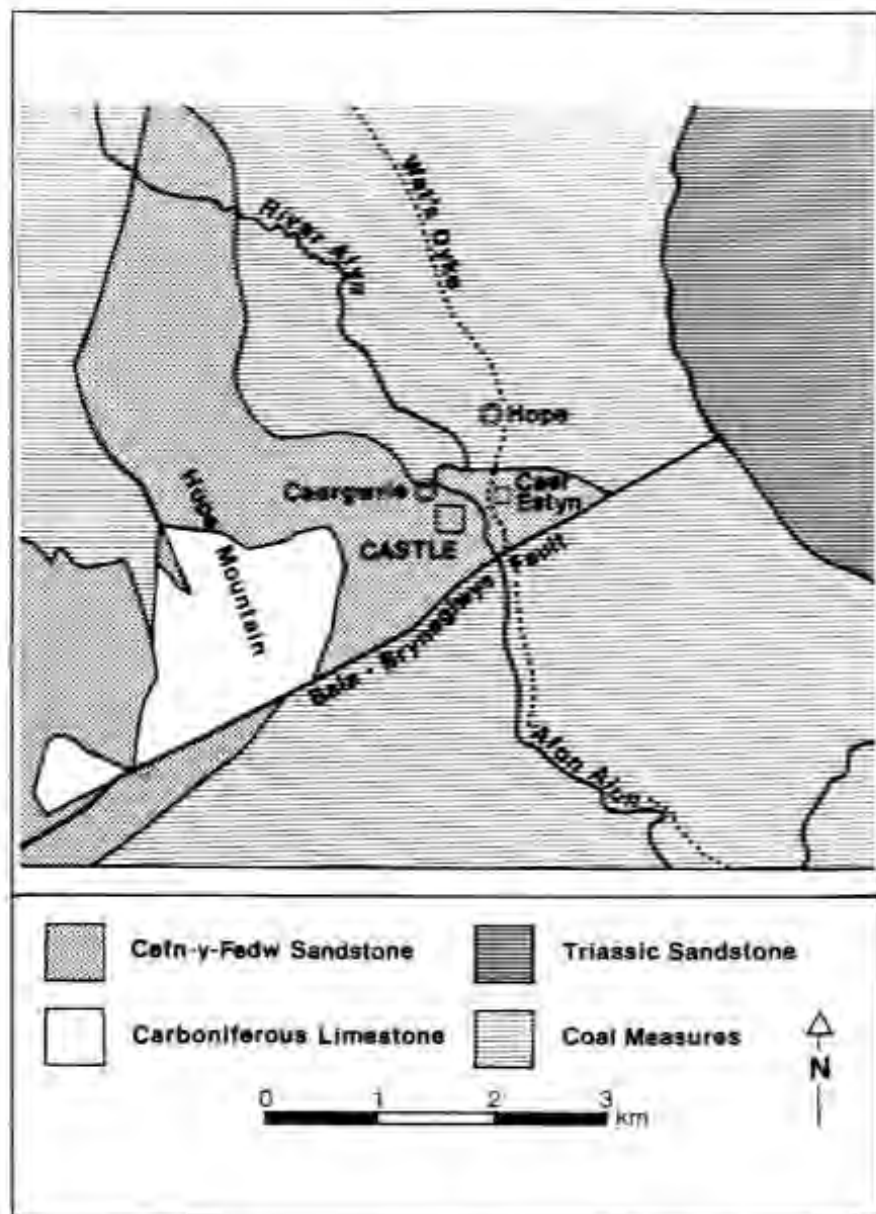 Wat's Dyke
River Alyn
Hope
Caergwrle
Caer
Estyn
CASTLE
Hope
Mountain
Bala - Bryneglwys Fault
Afon Alun
Cefn-y-Fedw Sandstone
Triassic Sandstone
Carboniferous Limestone
Coal Measures
N
0 1 2 3
km